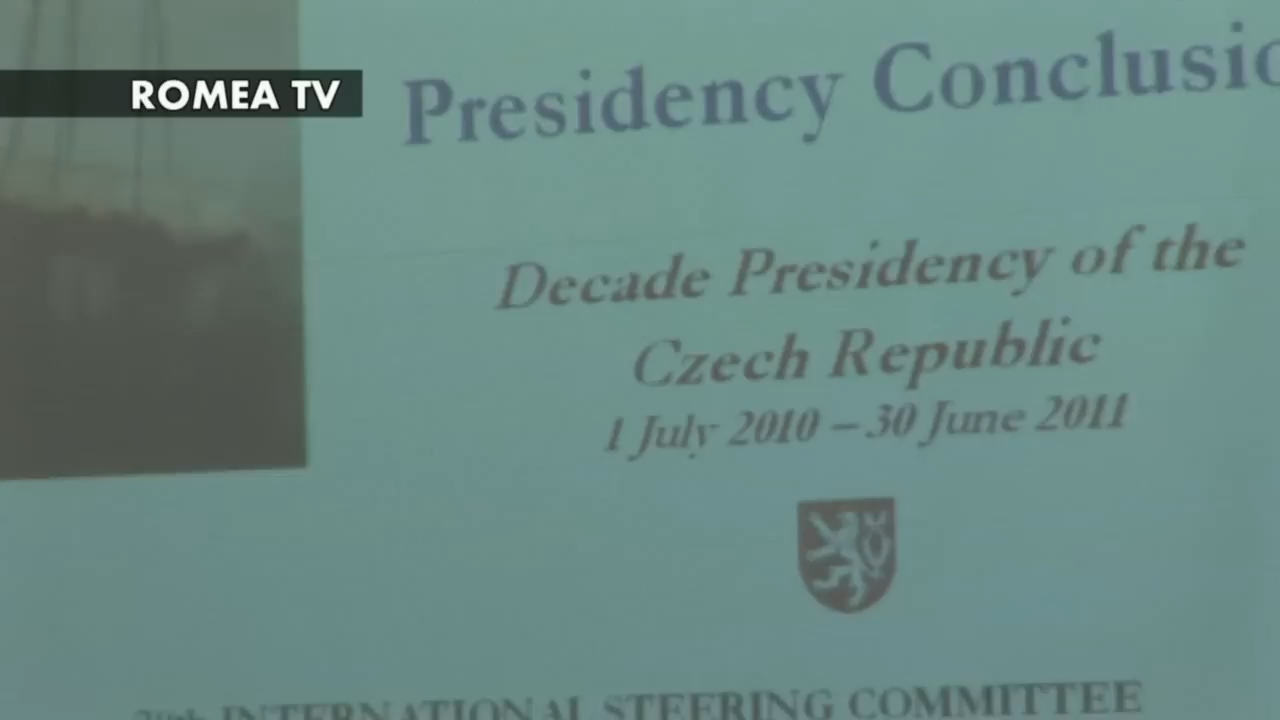 ROMEA TV
Presidency Conclusio
Decade Presidency of the
Czech Republic
1 July 2010 – 30 June 2011
INTERNATIONAL STEERING COMMITTEE